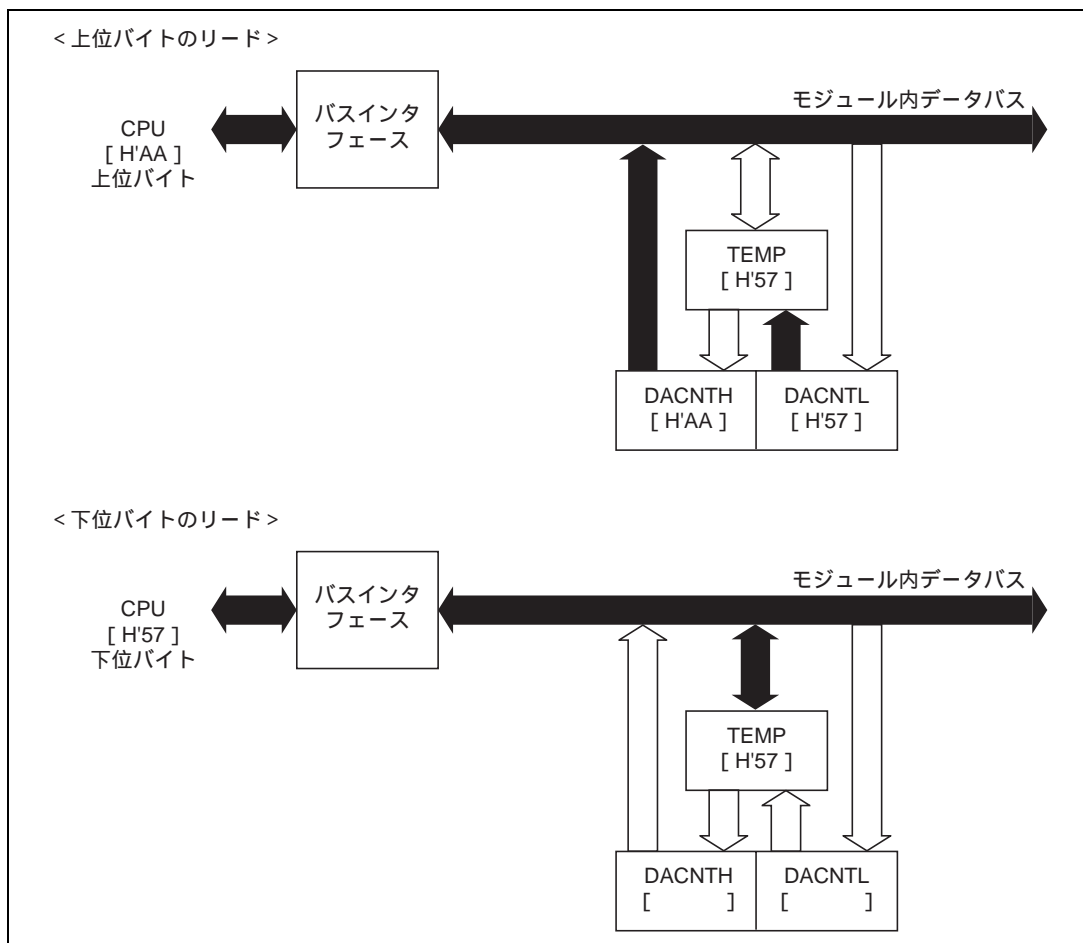 <上位バイトのリード>
モジュール内データバス
CPU
[ H'AA ]
上位バイト
バスインタ
フェース
TEMP
[ H'57 ]
DACNTH
[ H'AA ]
DACNTL
[ H'57 ]
<下位バイトのリード>
モジュール内データバス
CPU
[ H'57 ]
下位バイト
バスインタ
フェース
TEMP
[ H'57 ]
DACNTH
[ ]
DACNTL
[ ]